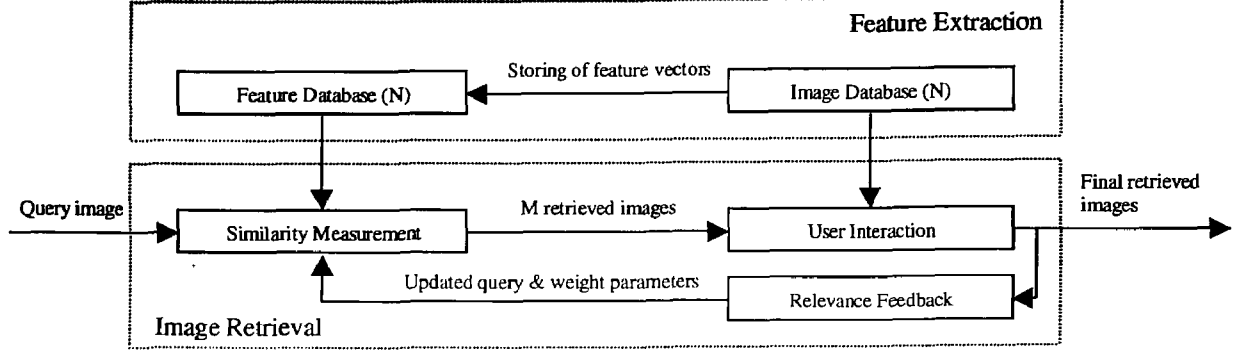 Feature Extraction
Storing of feature vectors
Feature Database (N)
Image Database (N)
Query image
M retrieved images
Final retrieved
images
Similarity Measurement
User Interaction
Updated query & weight parameters
Relevance Feedback
Image Retrieval